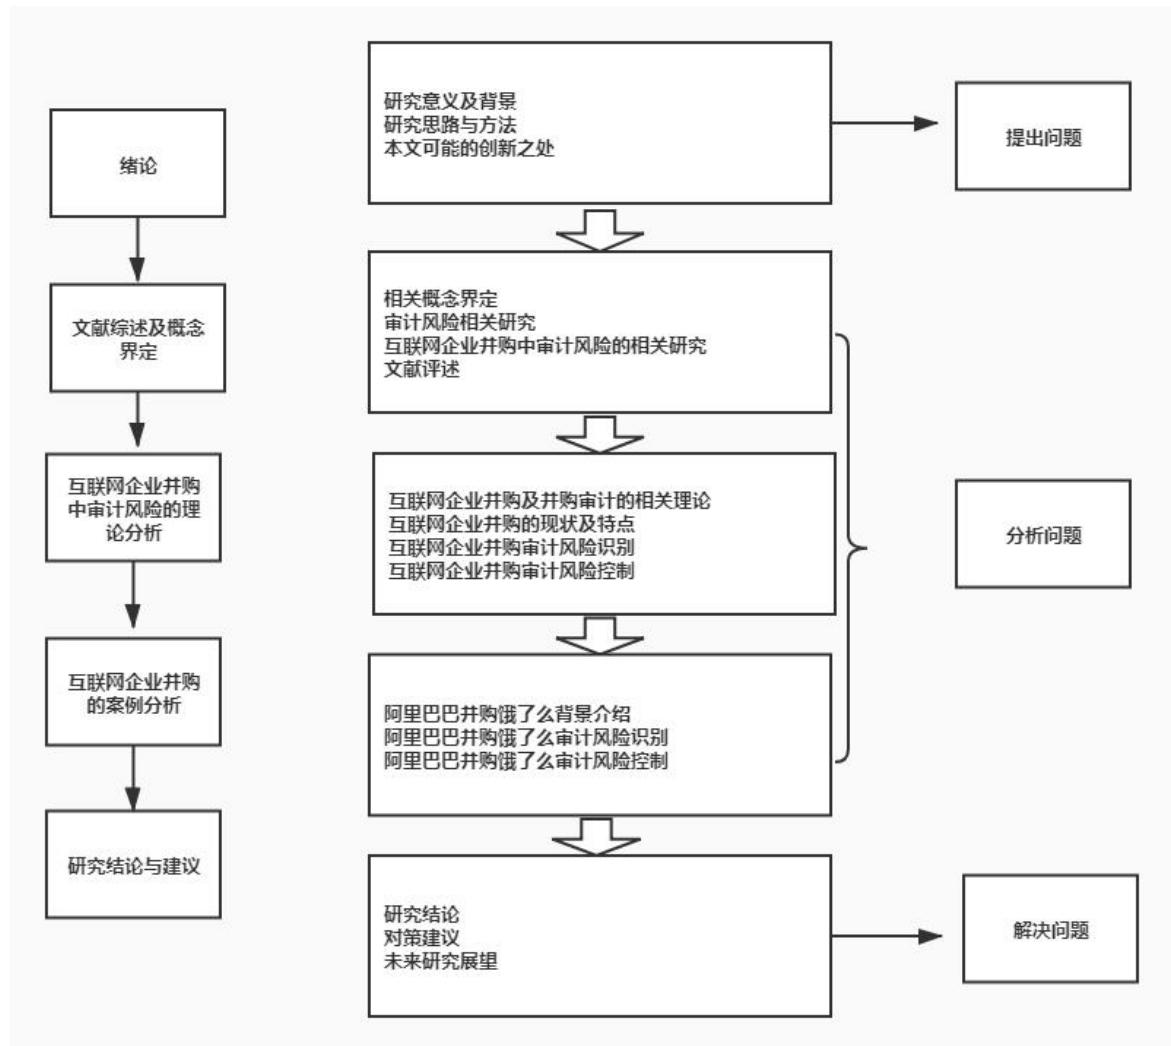 绪论
文献综述及概念
界定
互联网企业并购
中审计风险的理
论分析
互联网企业并购
的案例分析
研究结论与建议
研究意义及背景
研究思路与方法
本文可能的创新之处
相关概念界定
审计风险相关研究
互联网企业并购中审计风险的相关研究
文献评述
互联网企业并购及并购审计的相关理论
互联网企业并购的现状及特点
互联网企业并购审计风险识别
互联网企业并购审计风险控制
阿里巴巴并购饿了么背景介绍
阿里巴巴并购饿了么审计风险识别
阿里巴巴并购饿了么审计风险控制
研究结论
对策建议
未来研究展望
提出问题
分析问题
解决问题